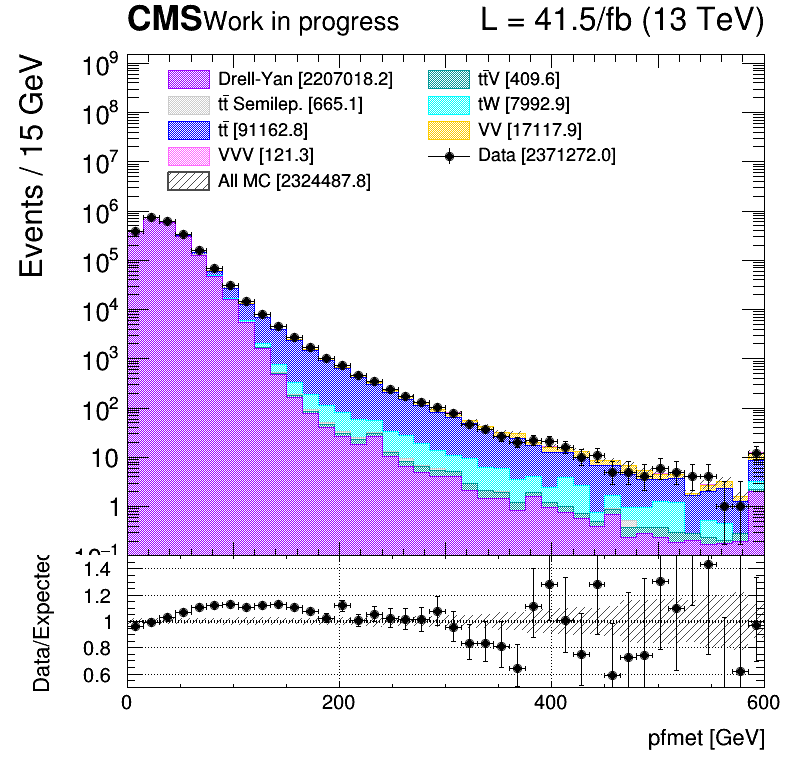 CMS Work in progress L = 41.5/fb (13 TeV)
Events / 15 GeV
10⁹
10⁸
10⁷
10⁶
10⁵
10⁴
10³
10²
10
1
10⁻¹
Drell-Yan [2207018.2]
tt̄ Semilep. [665.1]
tt̄ [91162.8]
VVV [121.3]
All MC [2324487.8]
tt̄V [409.6]
tW [7992.9]
VV [17117.9]
Data [2371272.0]
Data/Expected
1.4
1.2
1
0.8
0.6
0 200 400 600
pfmet [GeV]